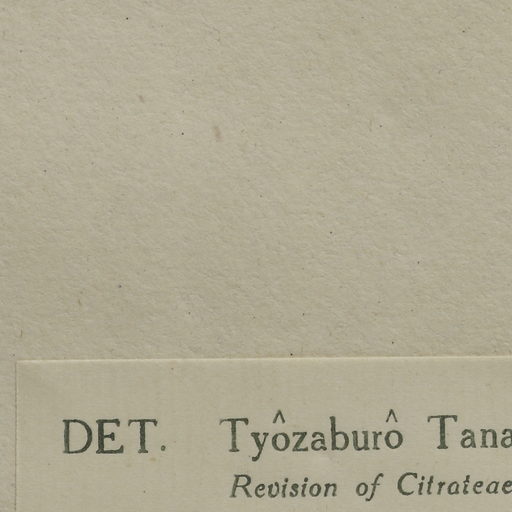 DET. Tyôzaburô Tana
Revision of Citrateae